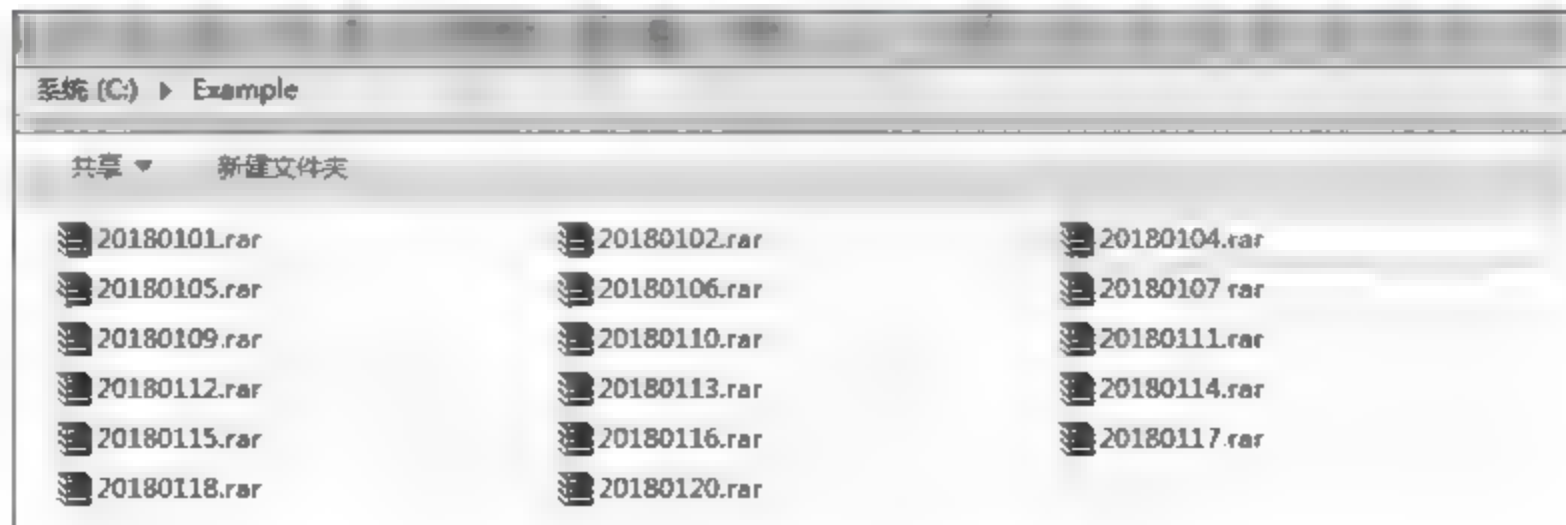 系统 (C:) ▶ Example
共享 ▼ 新建文件夹
20180101.rar 20180102.rar 20180104.rar
20180105.rar 20180106.rar 20180107.rar
20180109.rar 20180110.rar 20180111.rar
20180112.rar 20180113.rar 20180114.rar
20180115.rar 20180116.rar 20180117.rar
20180118.rar 20180120.rar